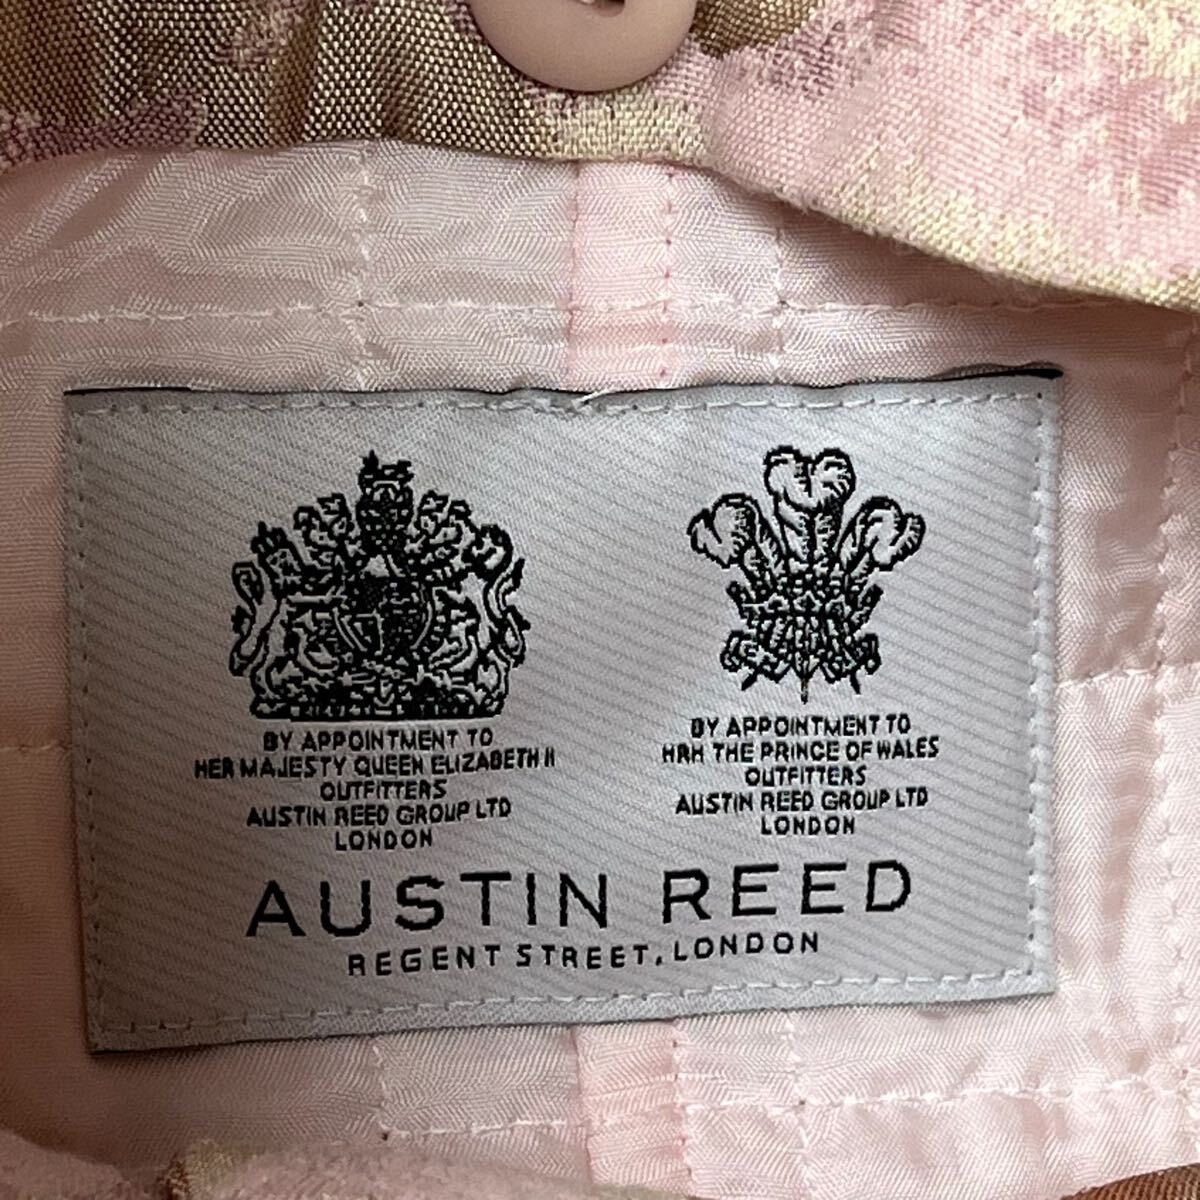 BY APPOINTMENT TO
HER MAJESTY QUEEN ELIZABETH II
OUTFITTERS
AUSTIN REED GROUP LTD
LONDON
BY APPOINTMENT TO
HRH THE PRINCE OF WALES
OUTFITTERS
AUSTIN REED GROUP LTD
LONDON
AUSTIN REED
REGENT STREET, LONDON